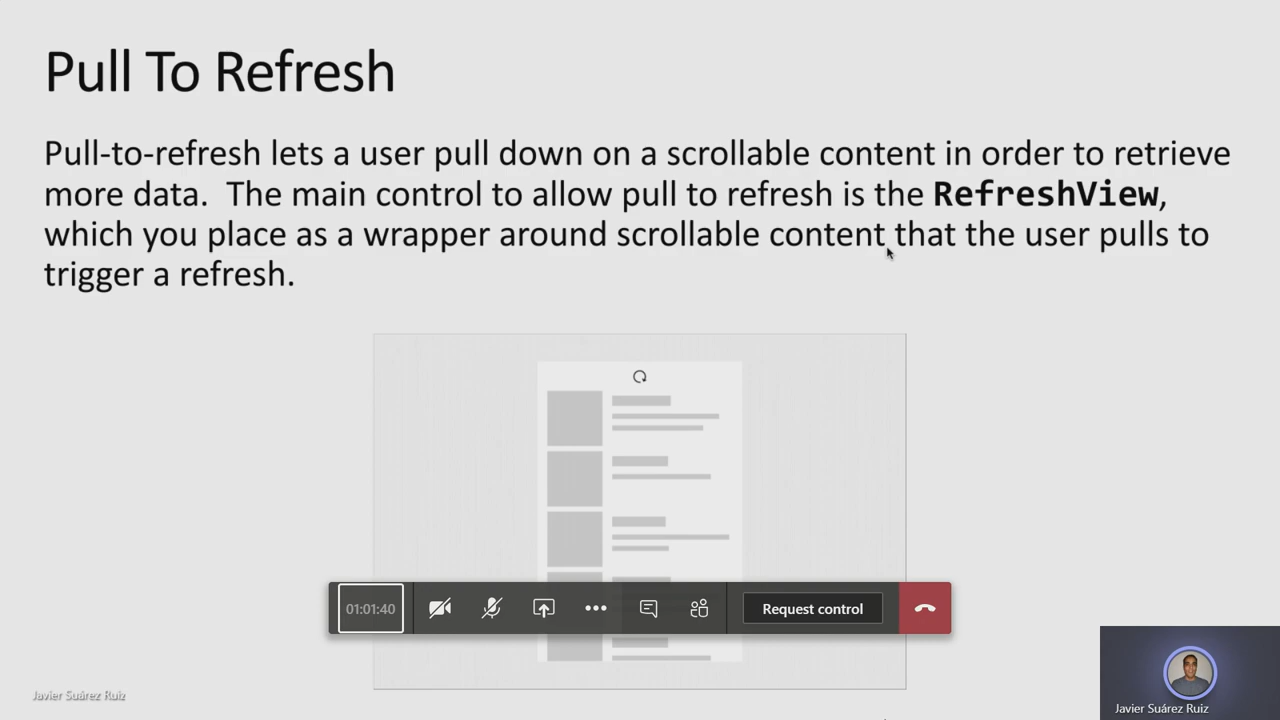 Pull To Refresh
Pull-to-refresh lets a user pull down on a scrollable content in order to retrieve
more data.  The main control to allow pull to refresh is the RefreshView,
which you place as a wrapper around scrollable content that the user pulls to
trigger a refresh.
01:01:40
Request control
Javier Suárez Ruiz
Javier Suárez Ruiz